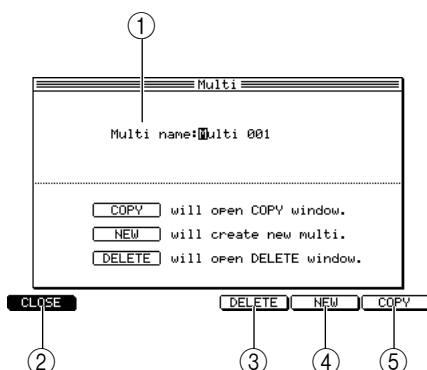 ①
Multi
Multi name:Multi 001
COPY will open COPY window.
NEW will create new multi.
DELETE will open DELETE window.
CLOSE DELETE NEW COPY
② ③ ④ ⑤